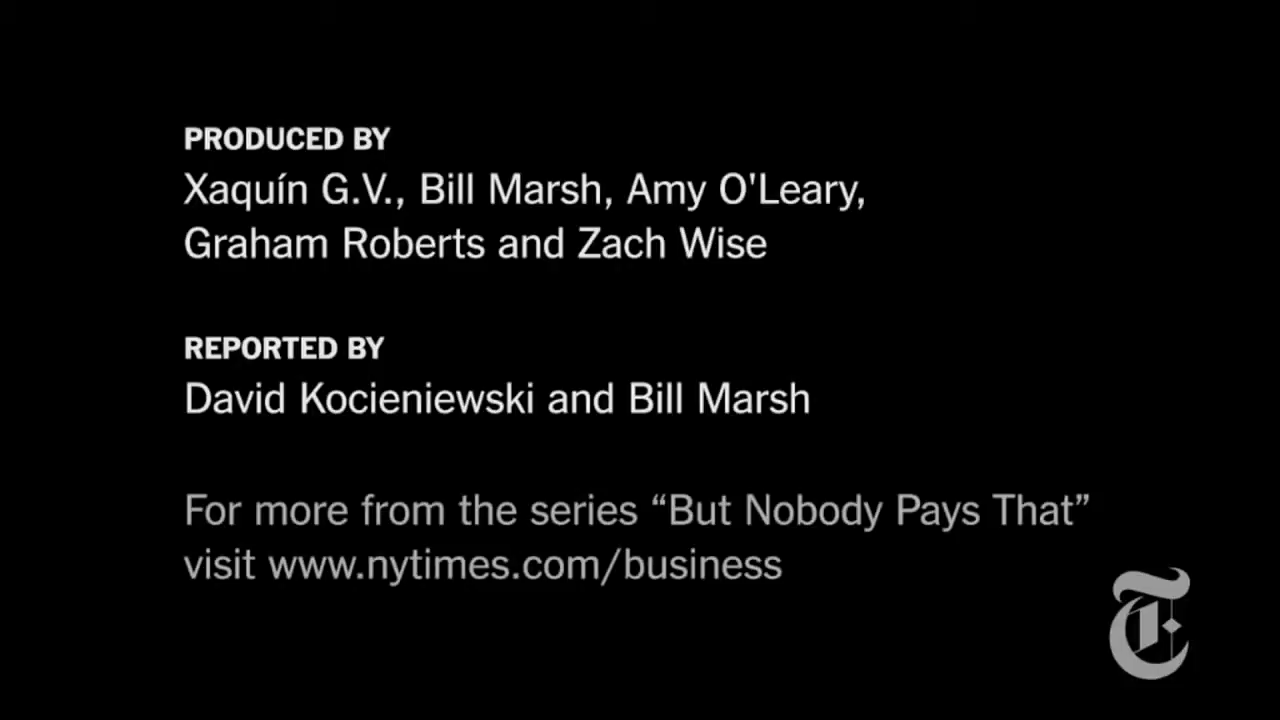 PRODUCED BY
Xaquín G.V., Bill Marsh, Amy O'Leary,
Graham Roberts and Zach Wise
REPORTED BY
David Kocieniewski and Bill Marsh
For more from the series “But Nobody Pays That”
visit www.nytimes.com/business
T